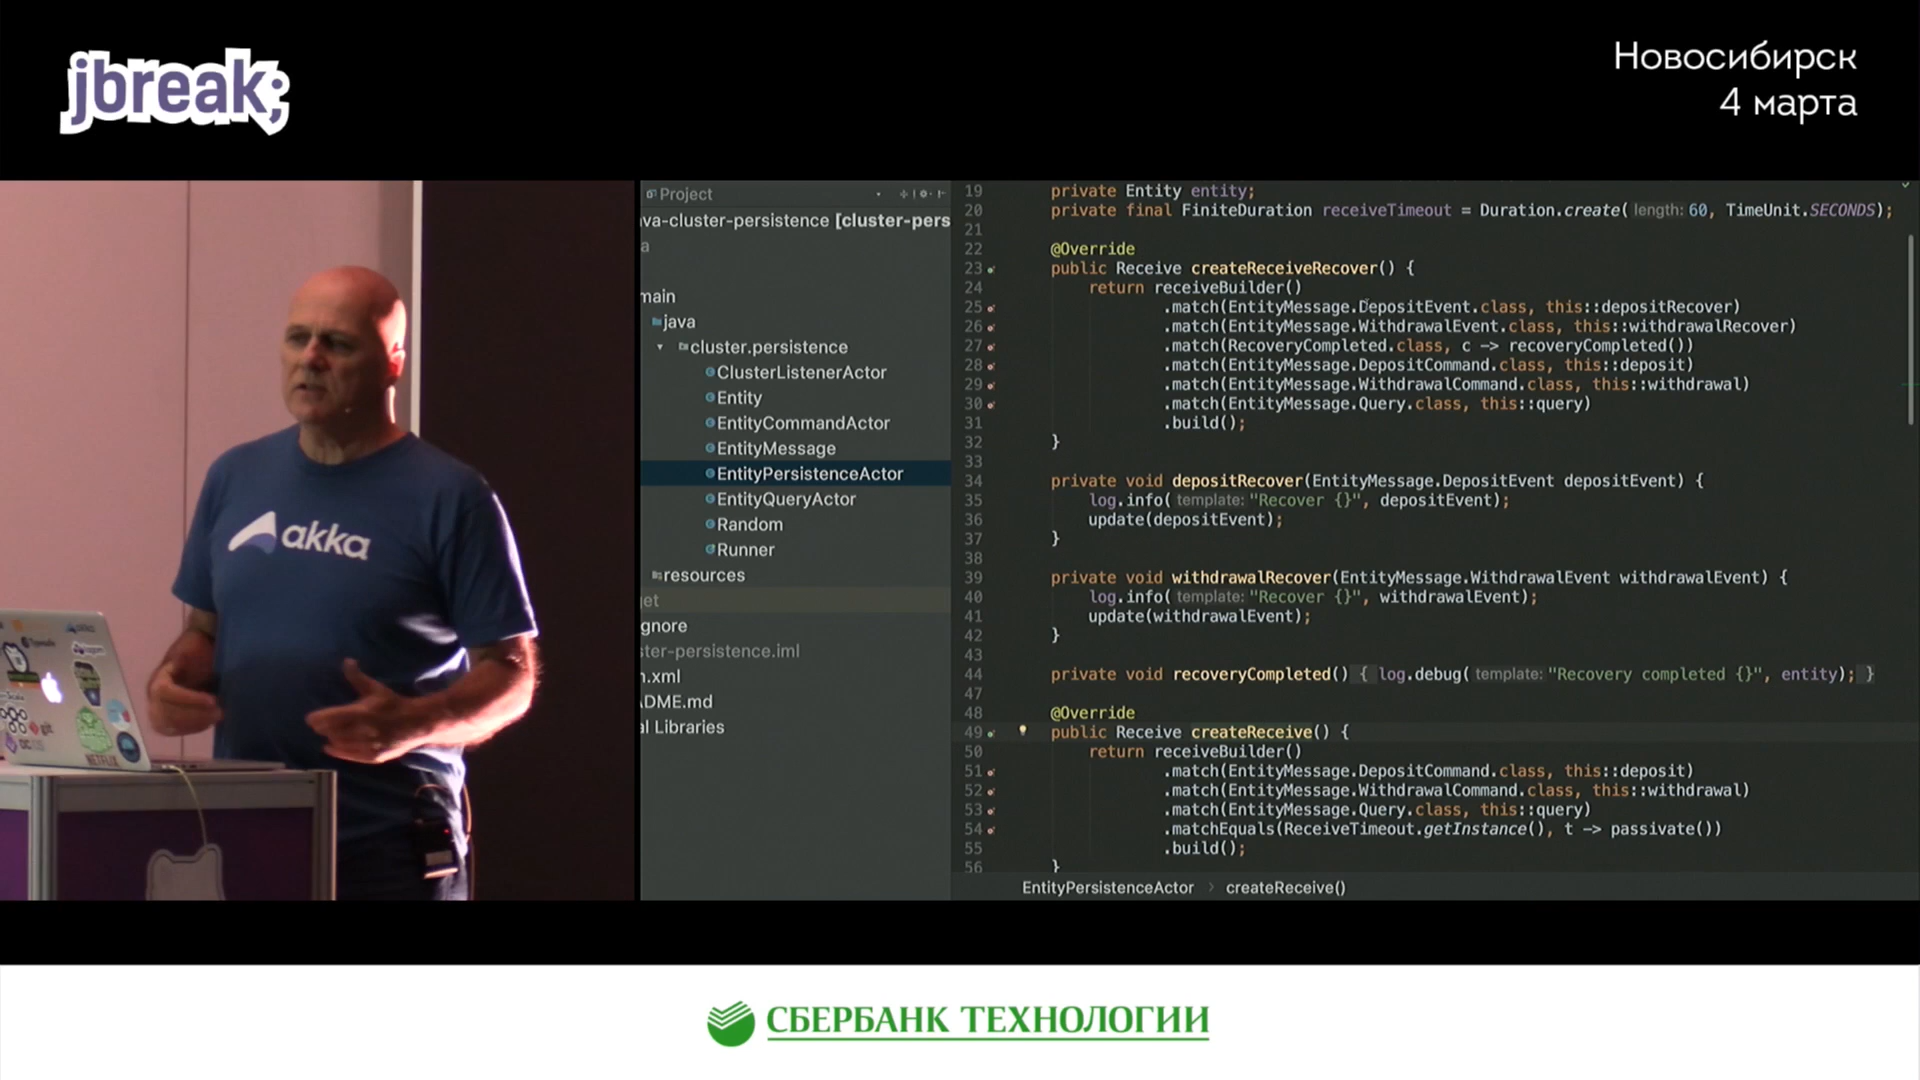 jbreak;
Новосибирск
4 марта
akka
akka
git
NETFLIX
Project
va-cluster-persistence [cluster-pers
a
main
java
cluster.persistence
ClusterListenerActor
Entity
EntityCommandActor
EntityMessage
EntityPersistenceActor
EntityQueryActor
Random
Runner
resources
get
gnore
ster-persistence.iml
n.xml
ADME.md
al Libraries
19 private Entity entity;
20 private final FiniteDuration receiveTimeout = Duration.create( length: 60, TimeUnit.SECONDS);
21
22 @Override
23 public Receive createReceiveRecover() {
24 return receiveBuilder()
25 .match(EntityMessage.DepositEvent.class, this::depositRecover)
26 .match(EntityMessage.WithdrawalEvent.class, this::withdrawalRecover)
27 .match(RecoveryCompleted.class, c -> recoveryCompleted())
28 .match(EntityMessage.DepositCommand.class, this::deposit)
29 .match(EntityMessage.WithdrawalCommand.class, this::withdrawal)
30 .match(EntityMessage.Query.class, this::query)
31 .build();
32 }
33
34 private void depositRecover(EntityMessage.DepositEvent depositEvent) {
35 log.info( template: "Recover {}", depositEvent);
36 update(depositEvent);
37 }
38
39 private void withdrawalRecover(EntityMessage.WithdrawalEvent withdrawalEvent) {
40 log.info( template: "Recover {}", withdrawalEvent);
41 update(withdrawalEvent);
42 }
43
44 private void recoveryCompleted() { log.debug( template: "Recovery completed {}", entity); }
47
48 @Override
49 public Receive createReceive() {
50 return receiveBuilder()
51 .match(EntityMessage.DepositCommand.class, this::deposit)
52 .match(EntityMessage.WithdrawalCommand.class, this::withdrawal)
53 .match(EntityMessage.Query.class, this::query)
54 .matchEquals(ReceiveTimeout.getInstance(), t -> passivate())
55 .build();
56 }
EntityPersistenceActor › createReceive()
СБЕРБАНК ТЕХНОЛОГИИ